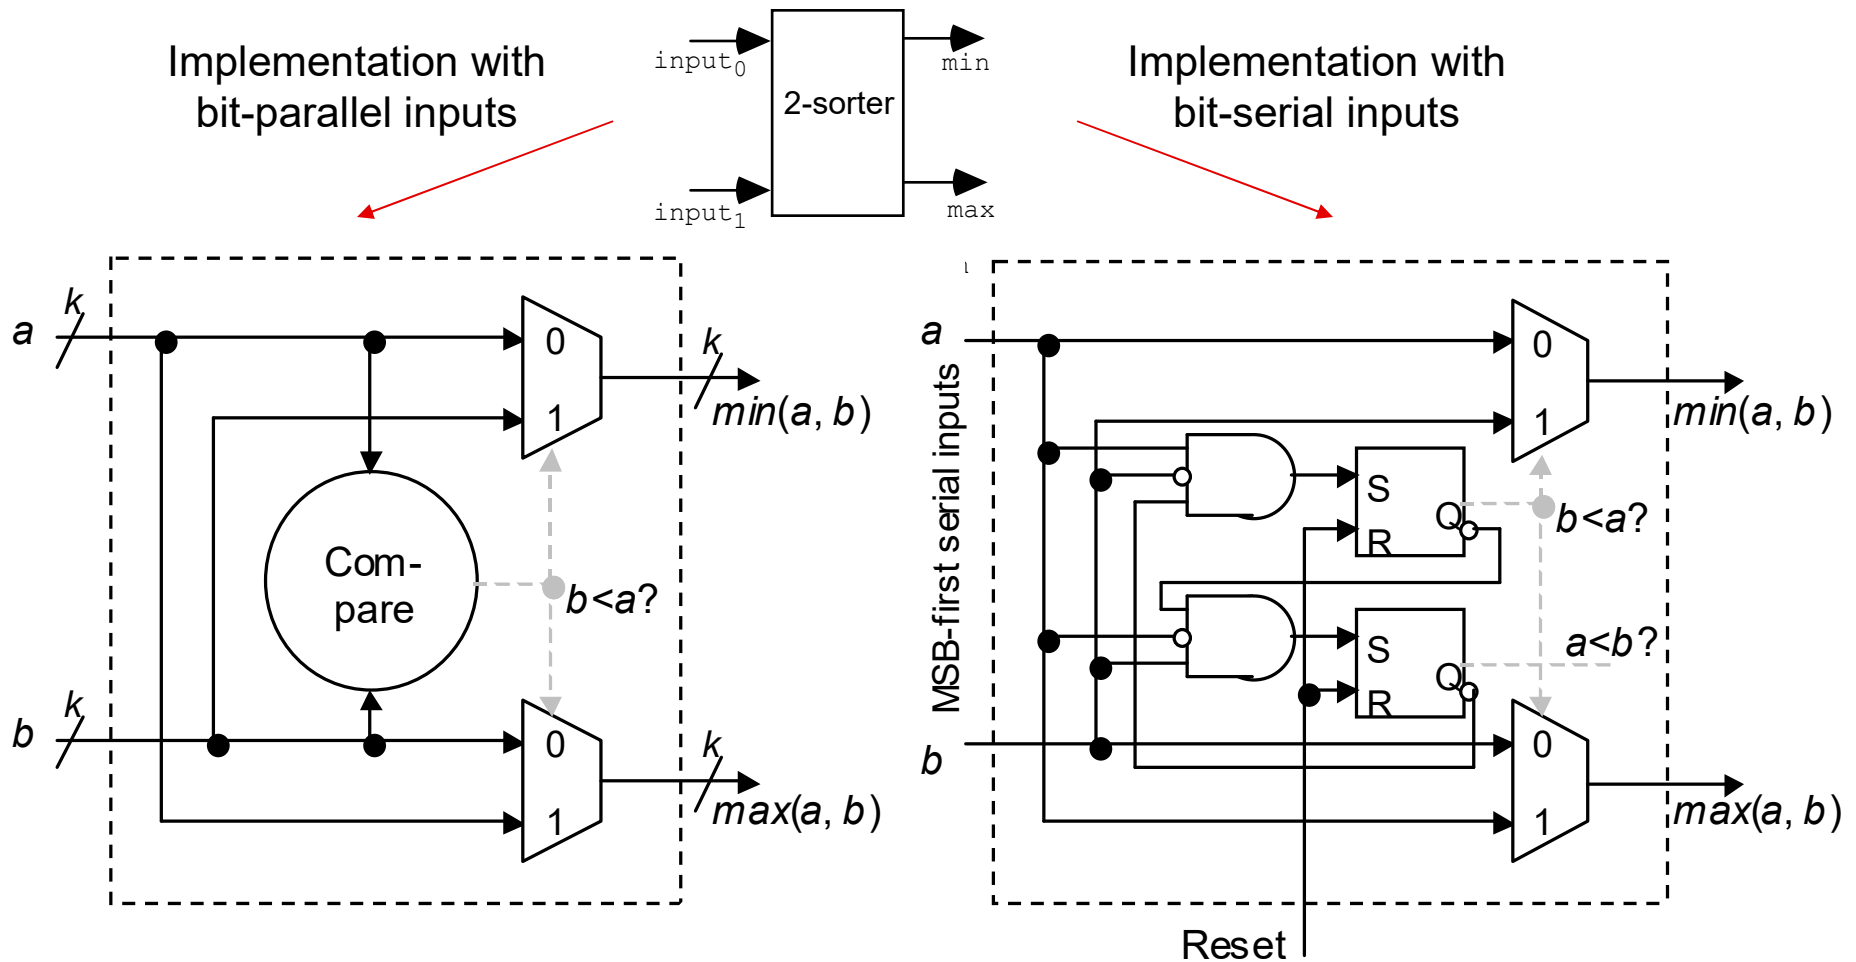 Implementation with
bit-parallel inputs
input0
input1
2-sorter
min
max
Implementation with
bit-serial inputs
k
a
0
1
k
min(a, b)
Com-
pare
b<a?
k
b
0
1
k
max(a, b)
MSB-first serial inputs
a
0
1
min(a, b)
S
R
Q
b<a?
S
R
Q
a<b?
b
0
1
max(a, b)
Reset